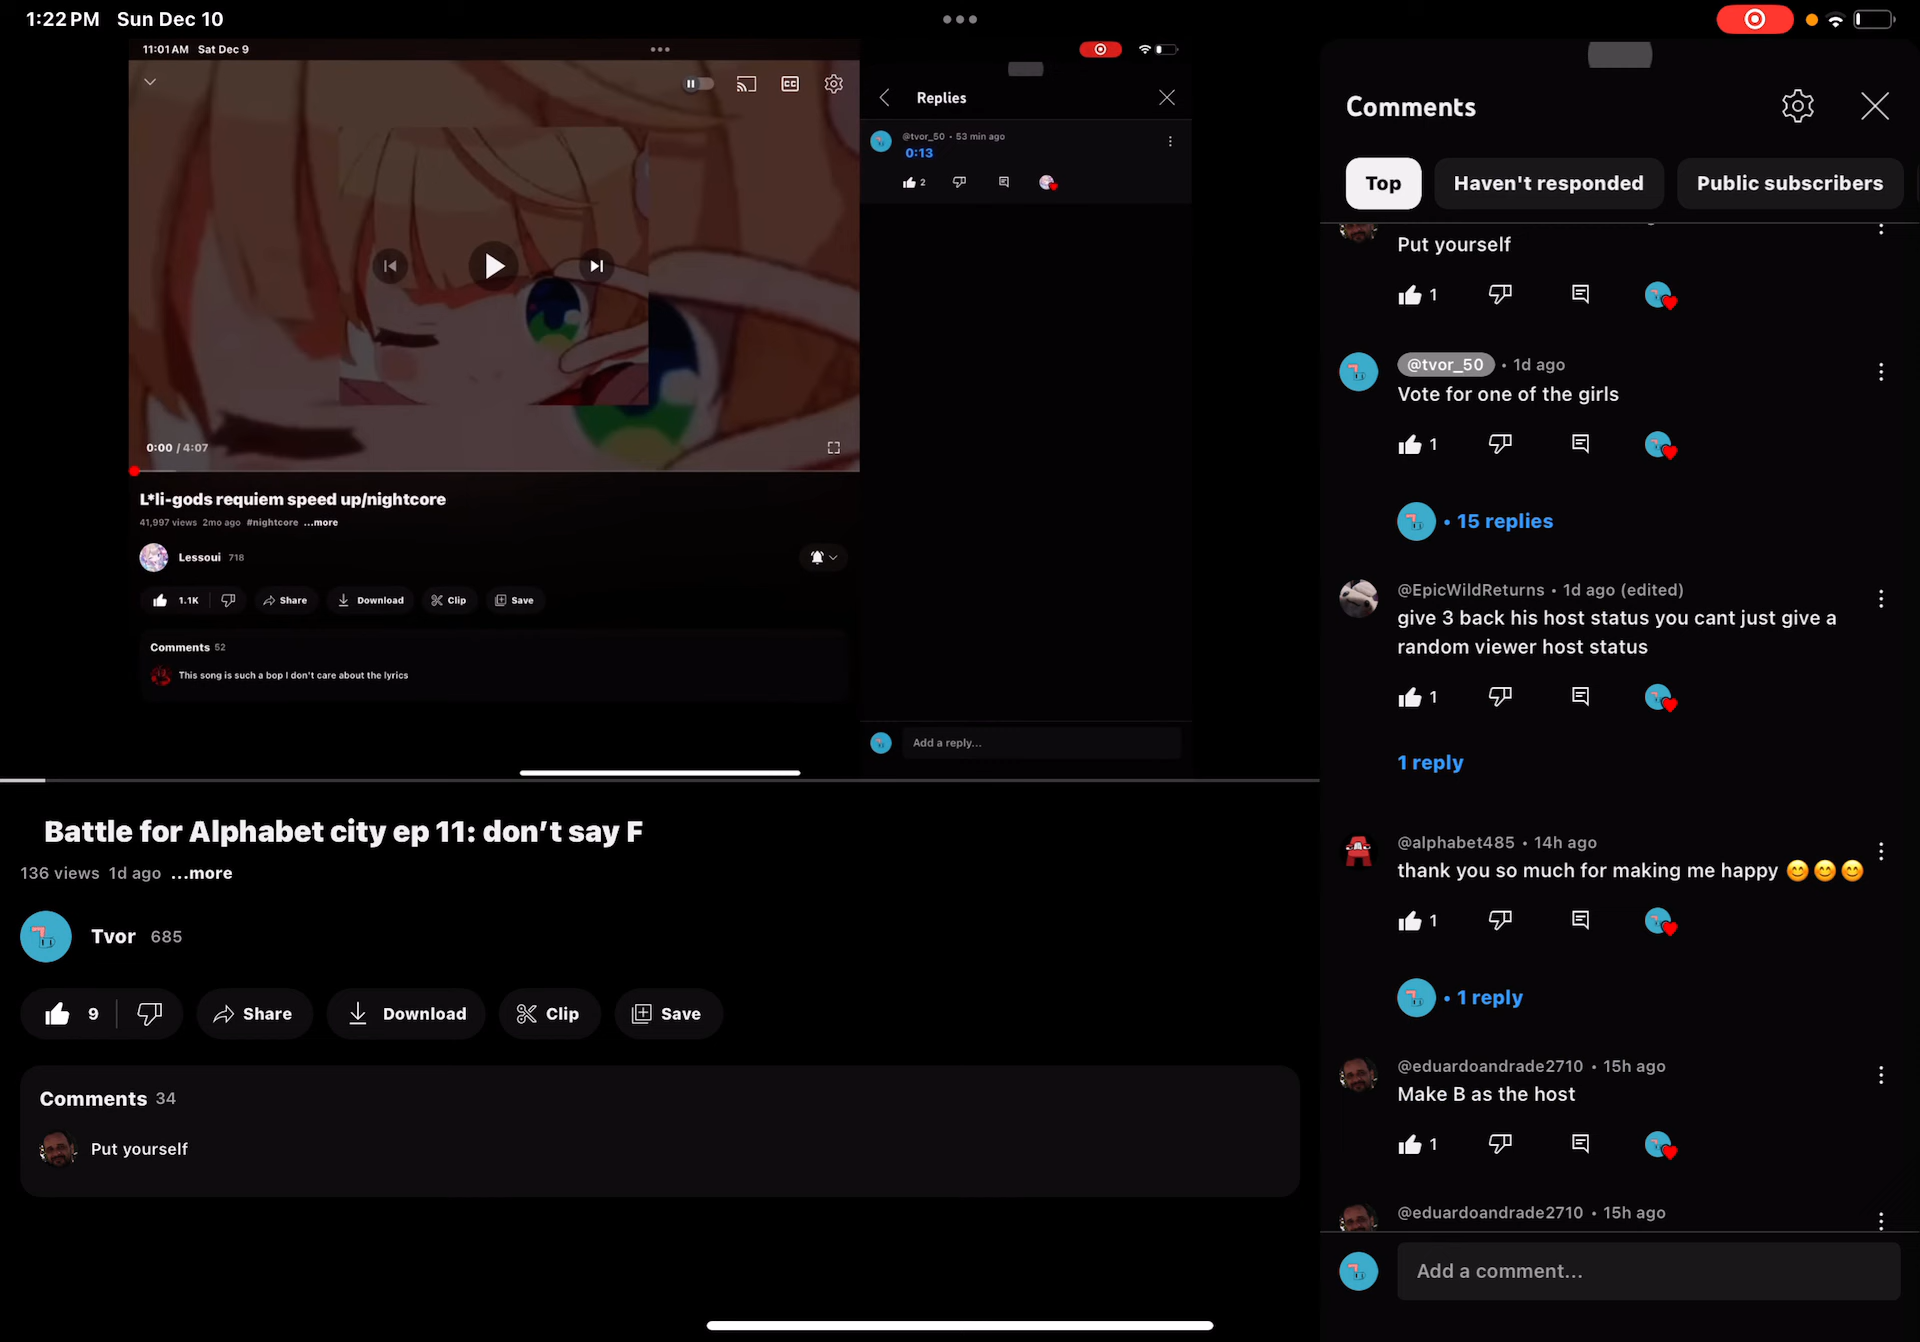 1:22 PM Sun Dec 10
11:01 AM Sat Dec 9
0:00 / 4:07
L*li-gods requiem speed up/nightcore
41,997 views 2mo ago #nightcore ...more
Lessoui 718
1.1K Share Download Clip Save
Comments 52
This song is such a bop I don't care about the lyrics
Replies
@tvor_50 • 53 min ago
0:13
2
Add a reply...
Battle for Alphabet city ep 11: don’t say F
136 views 1d ago ...more
Tvor 685
9 Share Download Clip Save
Comments 34
Put yourself
Comments
Top Haven't responded Public subscribers
Put yourself
1
@tvor_50 • 1d ago
Vote for one of the girls
1
• 15 replies
@EpicWildReturns • 1d ago (edited)
give 3 back his host status you cant just give a
random viewer host status
1
1 reply
@alphabet485 • 14h ago
thank you so much for making me happy 😊😊😊
1
• 1 reply
@eduardoandrade2710 • 15h ago
Make B as the host
1
@eduardoandrade2710 • 15h ago
Add a comment...